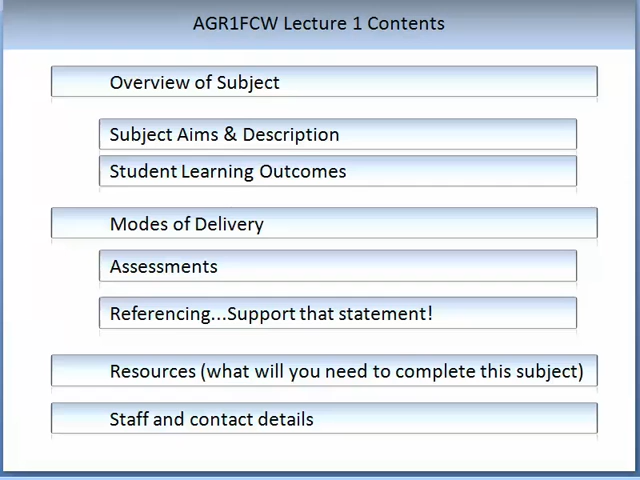 AGR1FCW Lecture 1 Contents
Overview of Subject
Subject Aims & Description
Student Learning Outcomes
Modes of Delivery
Assessments
Referencing...Support that statement!
Resources (what will you need to complete this subject)
Staff and contact details